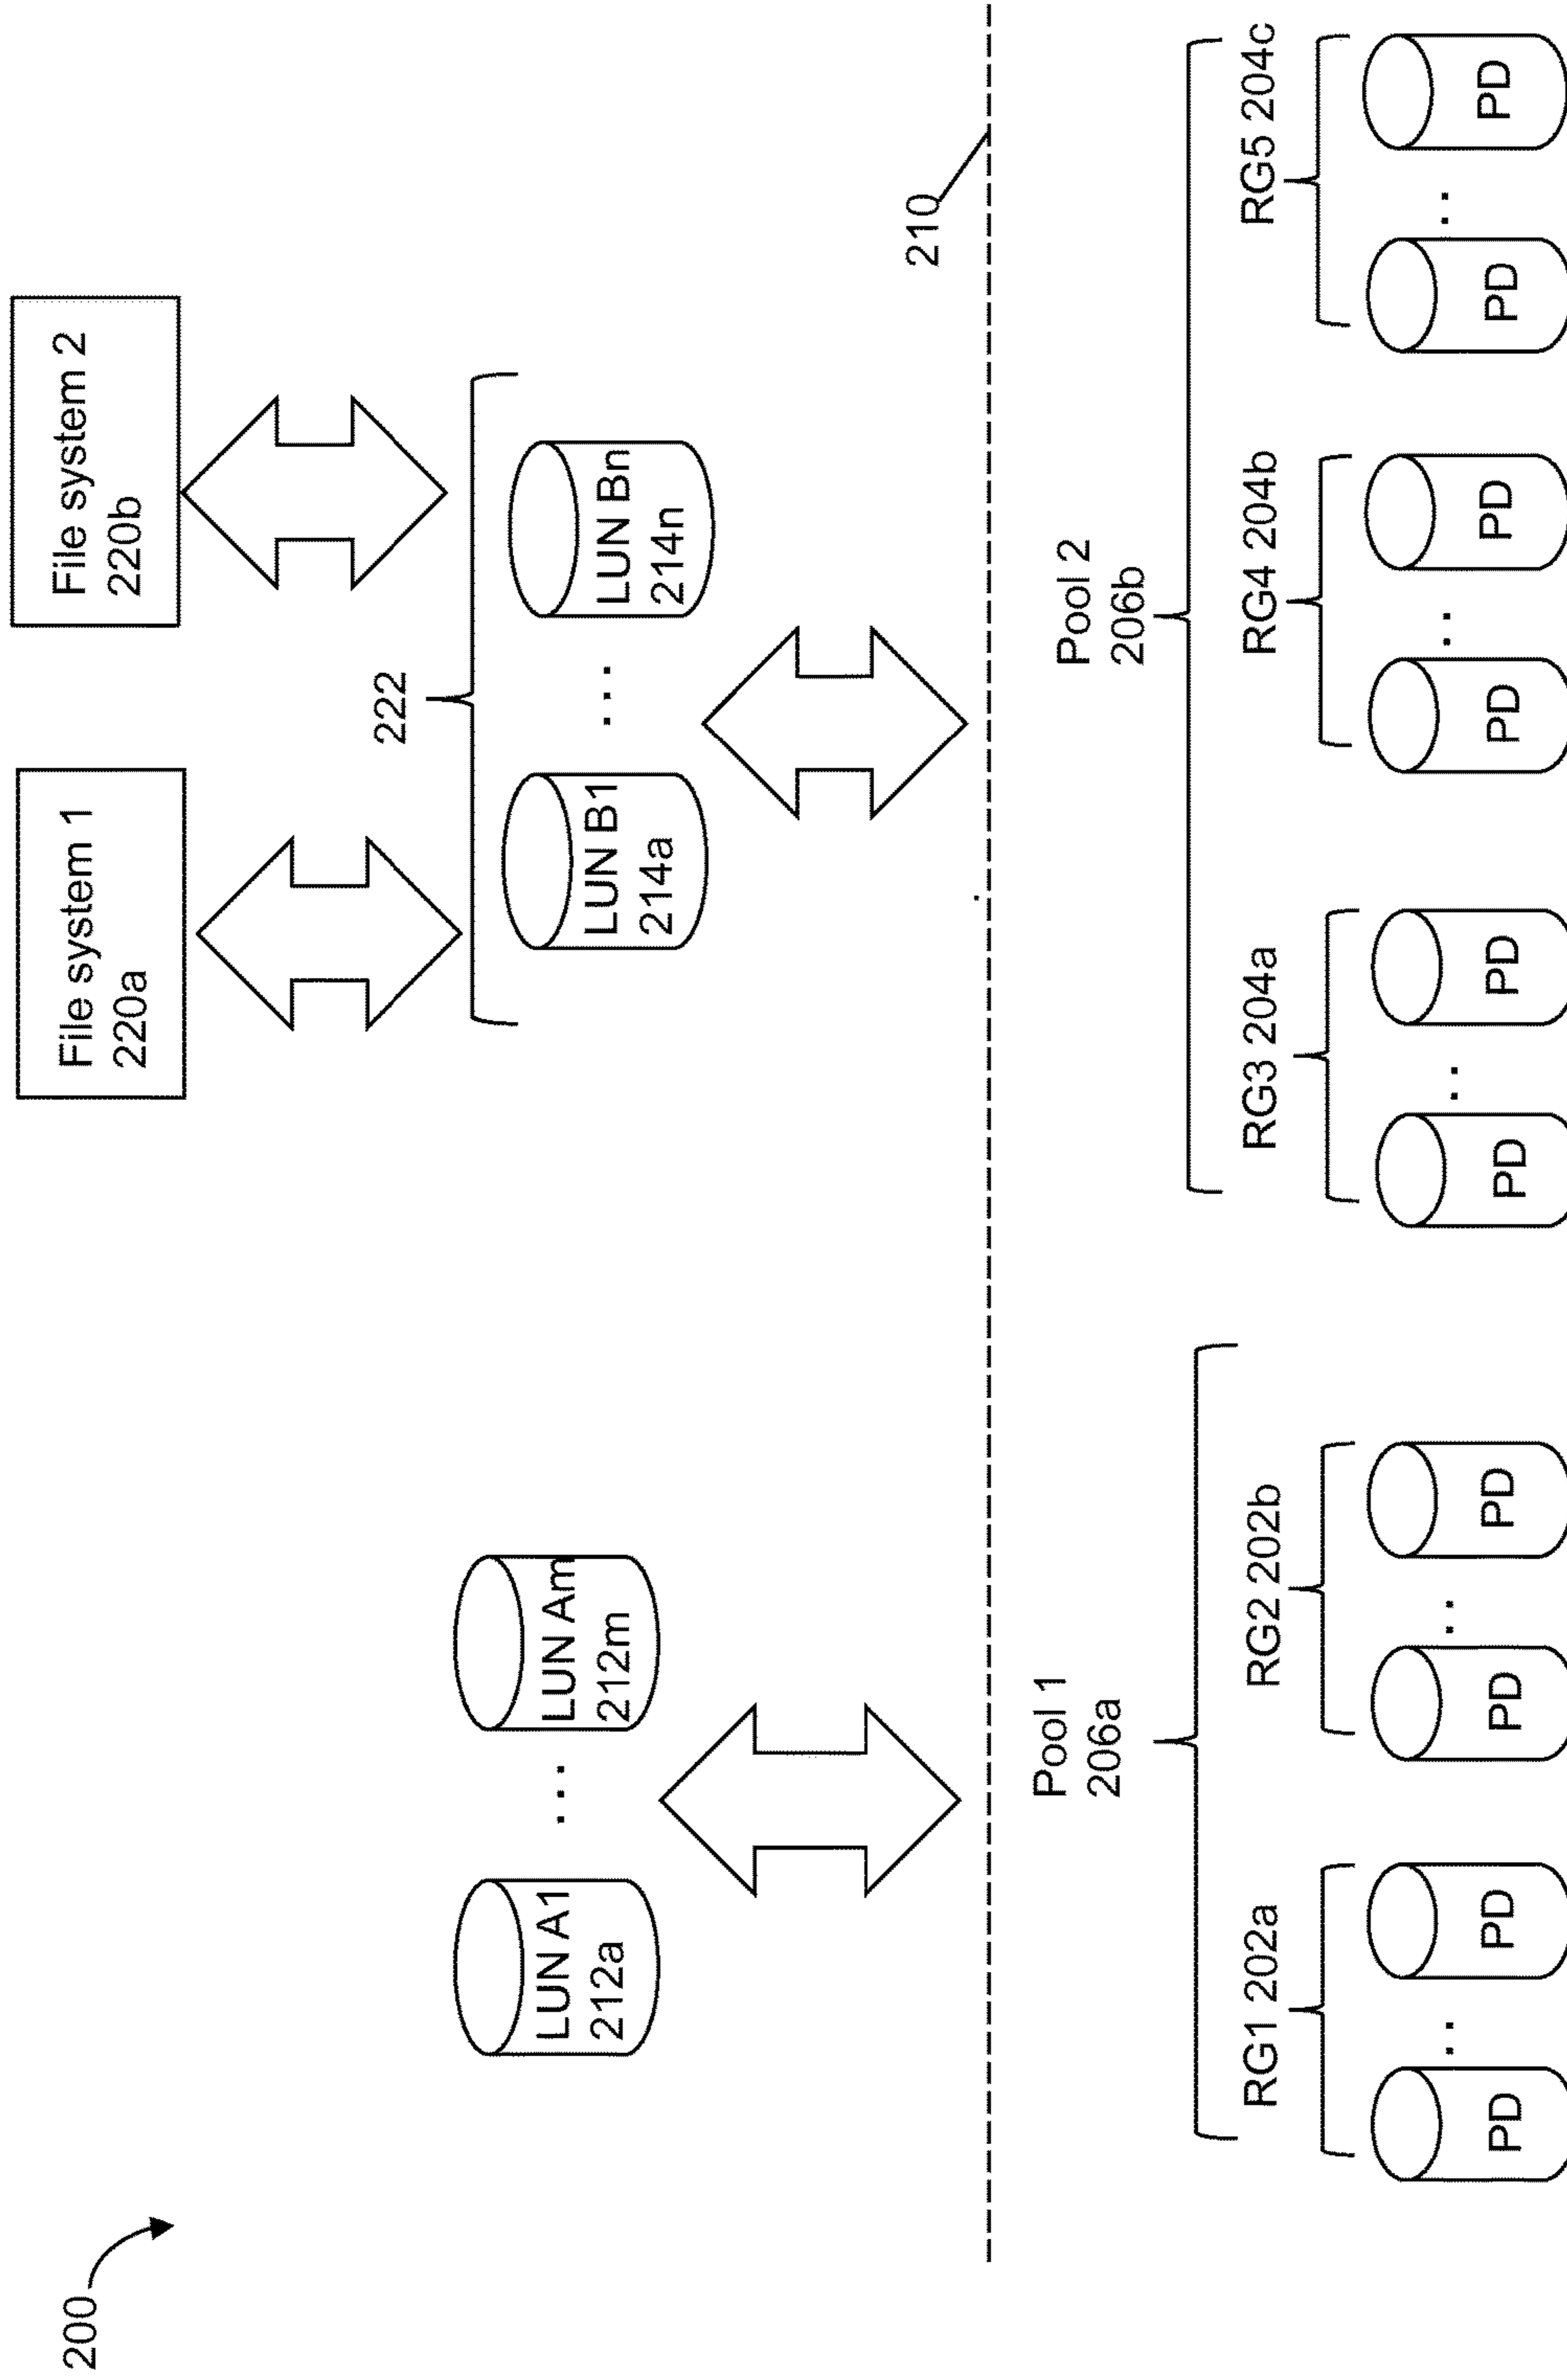 200
File system 1
220a
File system 2
220b
222
LUN A1
212a
...
LUN Am
212m
LUN B1
214a
...
LUN Bn
214n
210
Pool 1
206a
Pool 2
206b
RG1 202a
RG2 202b
RG3 204a
RG4 204b
RG5 204c
PD
..
PD
PD
..
PD
PD
..
PD
PD
..
PD
PD
..
PD